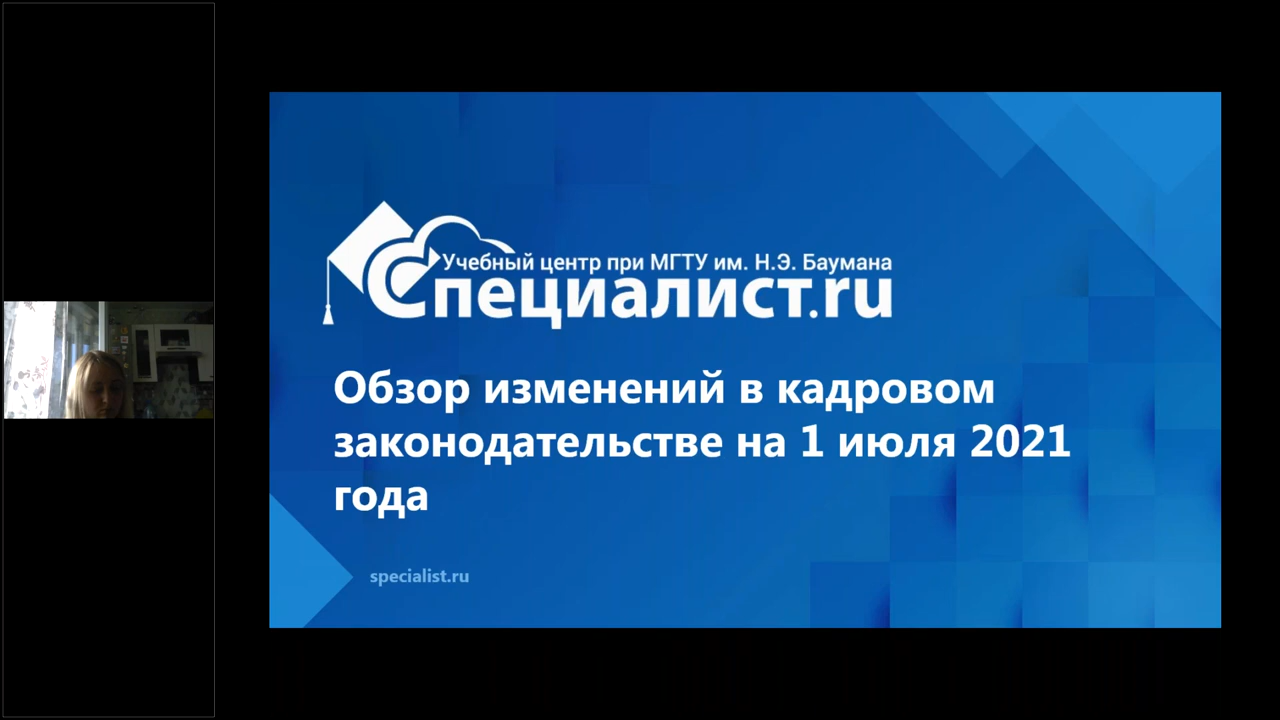 Учебный центр при МГТУ им. Н.Э. Баумана
Специалист.ru
Обзор изменений в кадровом
законодательстве на 1 июля 2021
года
specialist.ru